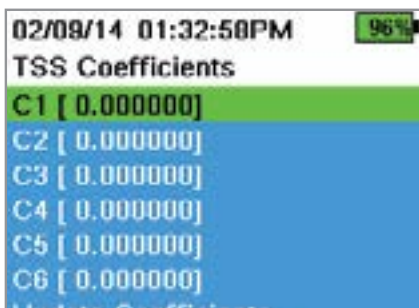 02/09/14 01:32:58PM 96%
TSS Coefficients
C1 [ 0.000000]
C2 [ 0.000000]
C3 [ 0.000000]
C4 [ 0.000000]
C5 [ 0.000000]
C6 [ 0.000000]
Coefficients